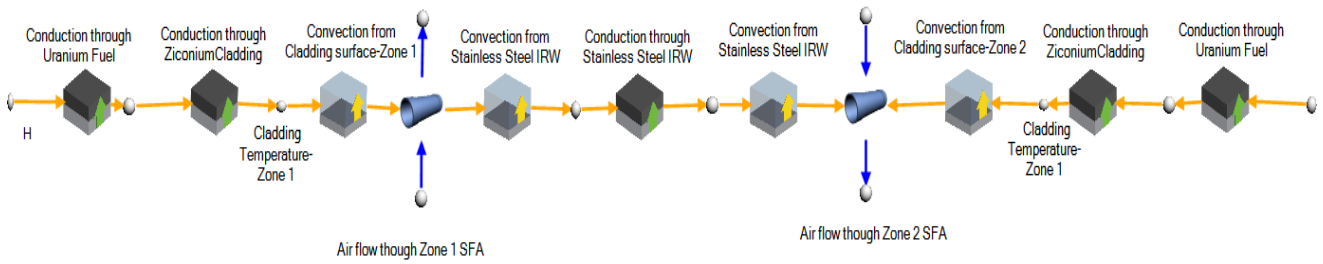 Conduction through
Uranium Fuel
Conduction through
ZiconiumCladding
Convection from
Cladding surface-Zone 1
Convection from
Stainless Steel IRW
Conduction through
Stainless Steel IRW
Convection from
Stainless Steel IRW
Convection from
Cladding surface-Zone 2
Conduction through
ZiconiumCladding
Conduction through
Uranium Fuel
H
Cladding
Temperature-
Zone 1
Cladding
Temperature-
Zone 1
Air flow though Zone 1 SFA
Air flow though Zone 2 SFA